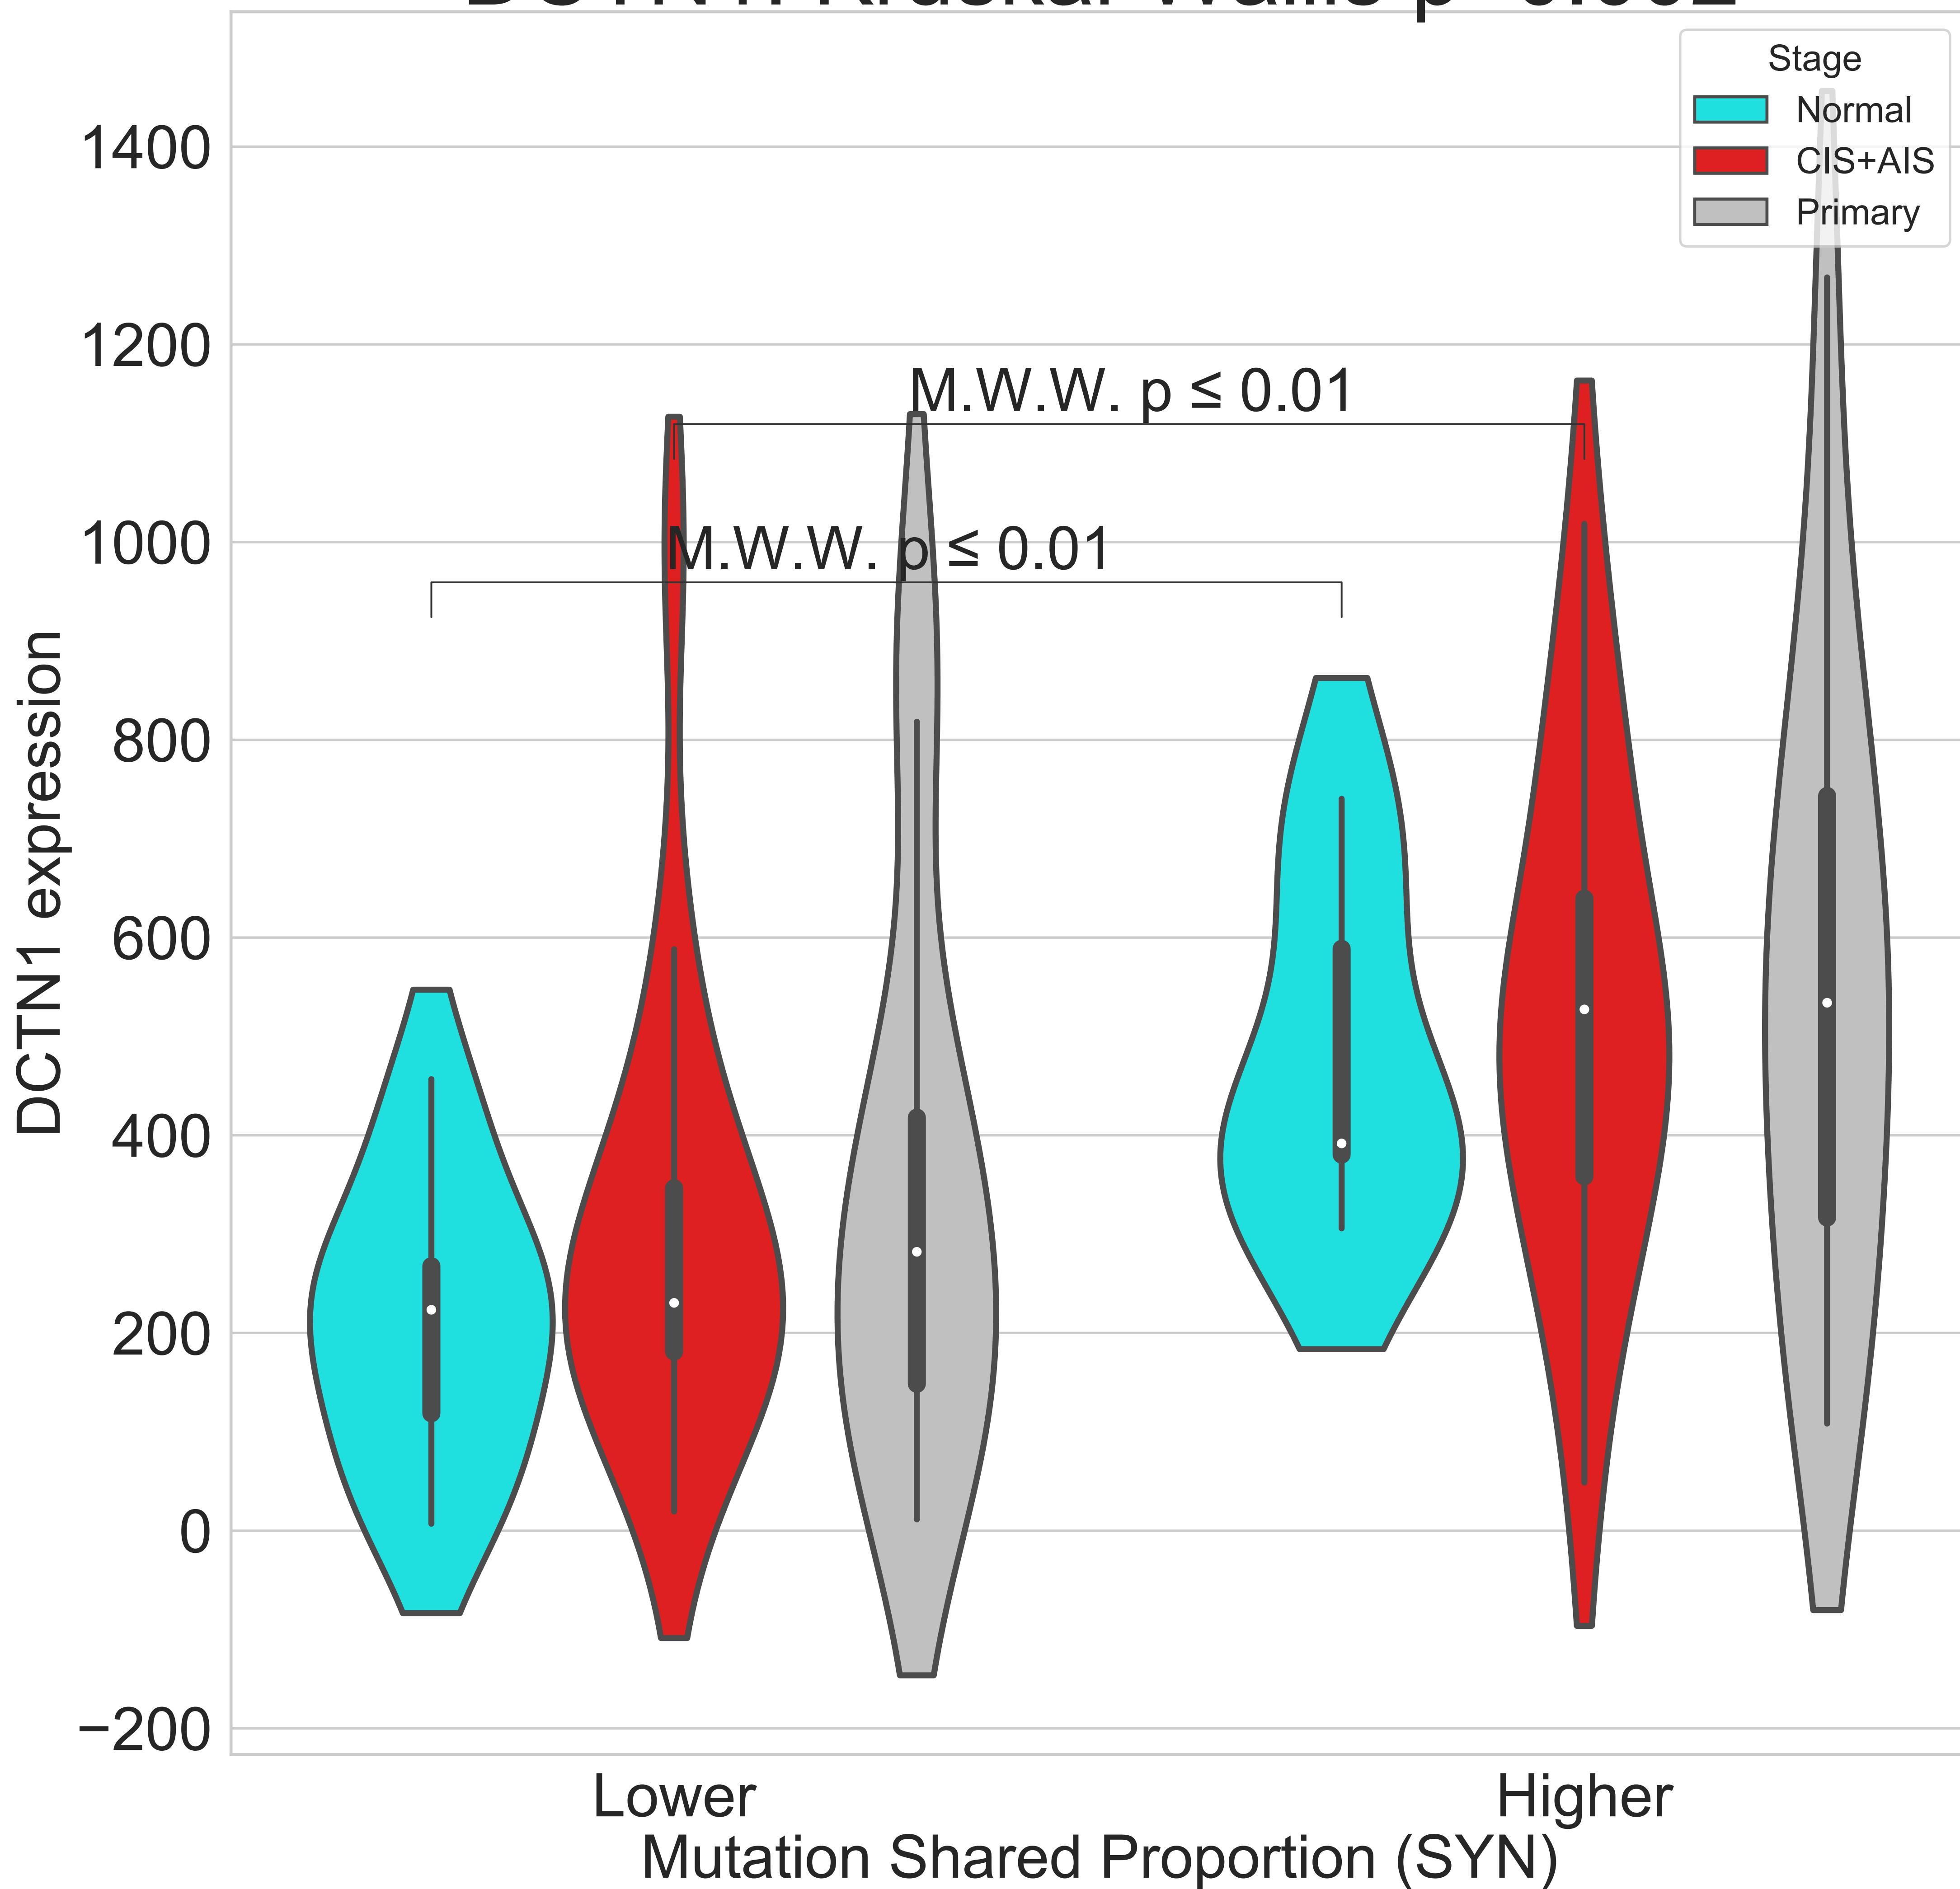 Stage
Normal
CIS+AIS
Primary
1400
1200
1000
800
600
400
200
0
−200
DCTN1 expression
M.W.W. p ≤ 0.01
M.W.W. p ≤ 0.01
Lower
Higher
Mutation Shared Proportion (SYN)